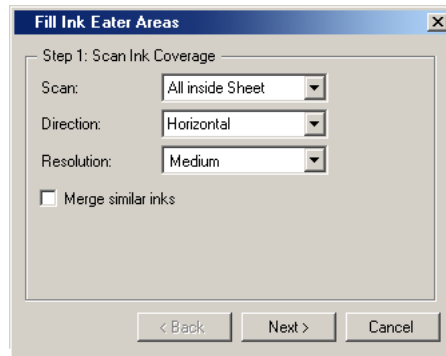 Fill Ink Eater Areas
Step 1: Scan Ink Coverage
Scan: All inside Sheet
Direction: Horizontal
Resolution: Medium
Merge similar inks
< Back Next > Cancel